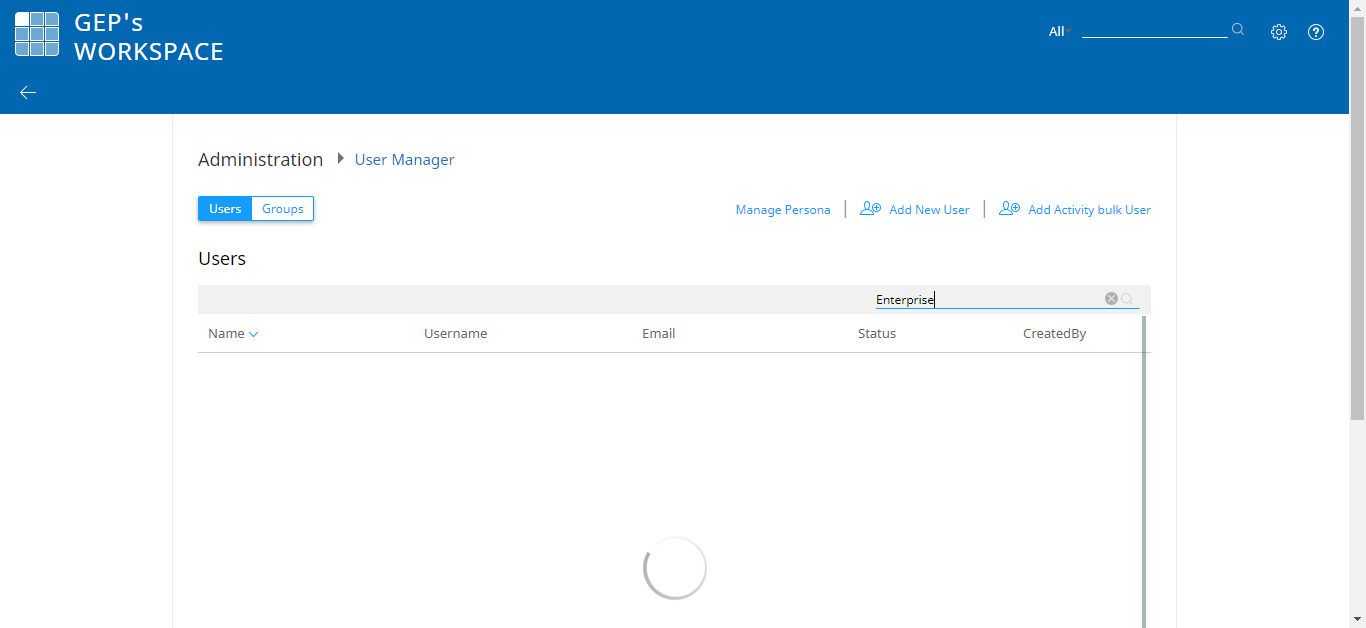 GEP's
WORKSPACE
All
Administration User Manager
Users Groups
Manage Persona Add New User Add Activity bulk User
Users
Enterprise
Name Username Email Status CreatedBy